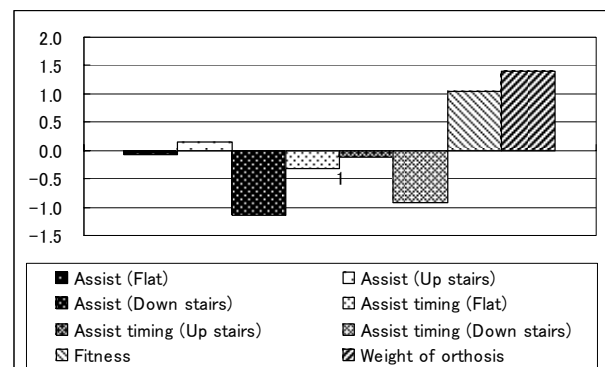 2.0
1.5
1.0
0.5
0.0
-0.5
-1.0
-1.5
1
Assist (Flat)
Assist (Up stairs)
Assist (Down stairs)
Assist timing (Flat)
Assist timing (Up stairs)
Assist timing (Down stairs)
Fitness
Weight of orthosis